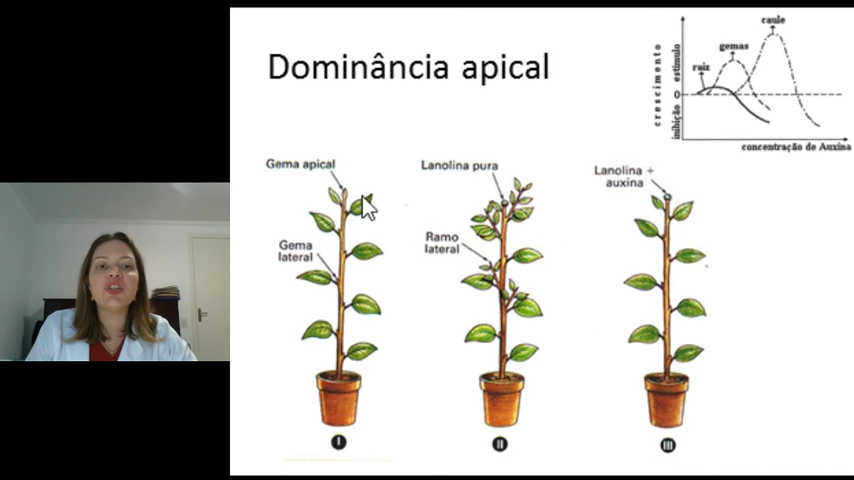 Dominância apical
caule
gemas
raiz
crescimento
inibição estímulo
0
concentração de Auxina
Gema apical
Gema
lateral
I
Lanolina pura
Ramo
lateral
II
Lanolina +
auxina
III